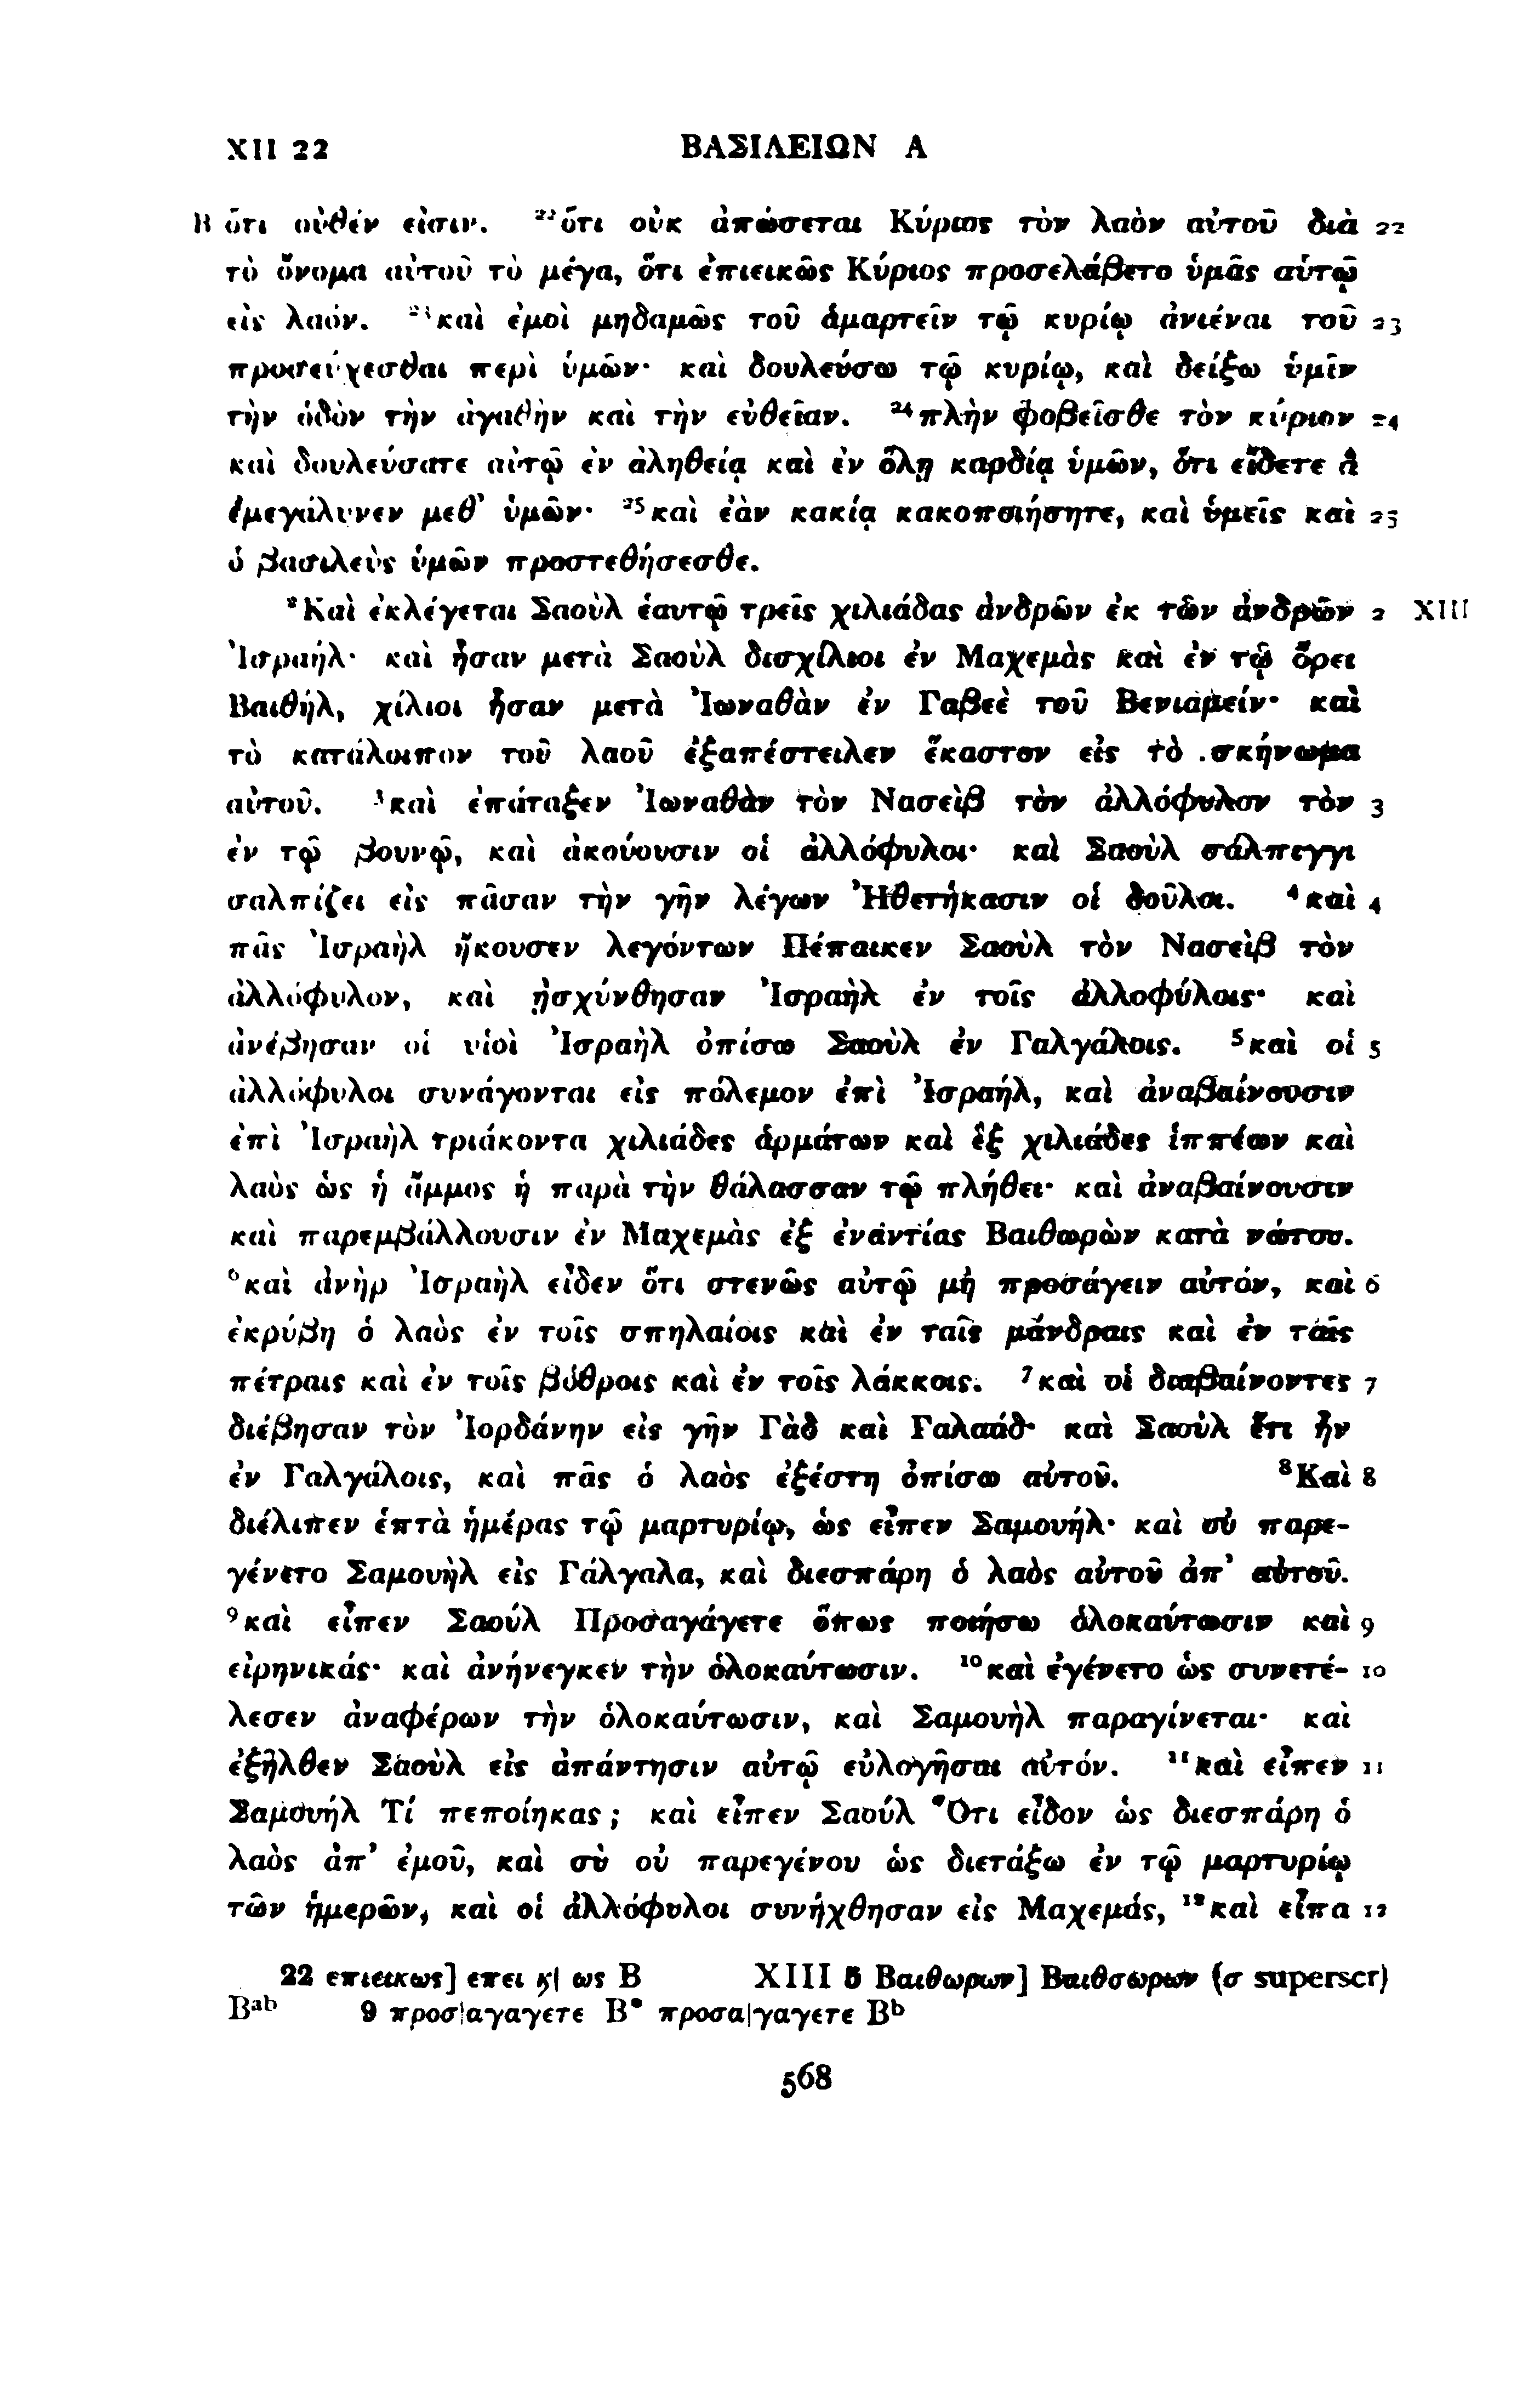 XII 22 ΒΑΣΙΛΕΙΩΝ Α
B ὅτι οὐθέν εἰσιν. ²²ὅτι οὐκ ἀπώσεται Κύριος τὸν λαὸν αὐτοῦ διὰ 22
τὸ ὄνομα αὐτοῦ τὸ μέγα, ὅτι ἐπιεικῶς Κύριος προσελάβετο ὑμᾶς αὑτῷ
εἰς λαόν. ²³καὶ ἐμοὶ μηδαμῶς τοῦ ἁμαρτεῖν τῷ κυρίῳ ἀνιέναι τοῦ 23
προσεύχεσθαι περὶ ὑμῶν· καὶ δουλεύσω τῷ κυρίῳ, καὶ δείξω ὑμῖν
τὴν ὁδὸν τὴν ἀγαθὴν καὶ τὴν εὐθεῖαν. ²⁴πλὴν φοβεῖσθε τὸν κύριον 24
καὶ δουλεύσατε αὐτῷ ἐν ἀληθείᾳ καὶ ἐν ὅλῃ καρδίᾳ ὑμῶν, ὅτι εἴδετε ἃ
ἐμεγάλυνεν μεθ' ὑμῶν· ²⁵καὶ ἐὰν κακίᾳ κακοποιήσητε, καὶ ὑμεῖς καὶ 25
ὁ βασιλεὺς ὑμῶν προστεθήσεσθε.
²Καὶ ἐκλέγεται Σαοὺλ ἑαυτῷ τρεῖς χιλιάδας ἀνδρῶν ἐκ τῶν ἀνδρῶν 2 XIII
Ἰσραήλ· καὶ ἦσαν μετὰ Σαοὺλ δισχίλιοι ἐν Μαχεμὰς καὶ ἐν τῷ ὄρει
Βαιθήλ, χίλιοι ἦσαν μετὰ Ἰωναθὰν ἐν Γαβεὲ τοῦ Βενιαμείν· καὶ
τὸ κατάλοιπον τοῦ λαοῦ ἐξαπέστειλεν ἕκαστον εἰς τὸ σκήνωμα
αὐτοῦ. ³καὶ ἐπάταξεν Ἰωναθὰν τὸν Νασεὶβ τὸν ἀλλόφυλον τὸν 3
ἐν τῷ βουνῷ, καὶ ἀκούουσιν οἱ ἀλλόφυλοι· καὶ Σαοὺλ σάλπιγγι
σαλπίζει εἰς πᾶσαν τὴν γῆν λέγων Ἠθετήκασιν οἱ δοῦλοι. ⁴καὶ 4
πᾶς Ἰσραὴλ ἤκουσεν λεγόντων Πέπαικεν Σαοὺλ τὸν Νασεὶβ τὸν
ἀλλόφυλον, καὶ ᾐσχύνθησαν Ἰσραὴλ ἐν τοῖς ἀλλοφύλοις· καὶ
ἀνέβησαν οἱ υἱοὶ Ἰσραὴλ ὀπίσω Σαοὺλ ἐν Γαλγάλοις. ⁵καὶ οἱ 5
ἀλλόφυλοι συνάγονται εἰς πόλεμον ἐπὶ Ἰσραήλ, καὶ ἀναβαίνουσιν
ἐπὶ Ἰσραὴλ τριάκοντα χιλιάδες ἁρμάτων καὶ ἓξ χιλιάδες ἱππέων καὶ
λαὸς ὡς ἡ ἄμμος ἡ παρὰ τὴν θάλασσαν τῷ πλήθει· καὶ ἀναβαίνουσιν
καὶ παρεμβάλλουσιν ἐν Μαχεμὰς ἐξ ἐναντίας Βαιθωρὼν κατὰ νώτου.
⁶καὶ ἀνὴρ Ἰσραὴλ εἶδεν ὅτι στενῶς αὐτῷ μὴ προσάγειν αὐτόν, καὶ 6
ἐκρύβη ὁ λαὸς ἐν τοῖς σπηλαίοις καὶ ἐν ταῖς μάνδραις καὶ ἐν ταῖς
πέτραις καὶ ἐν τοῖς βόθροις καὶ ἐν τοῖς λάκκοις. ⁷καὶ οἱ διαβαίνοντες 7
διέβησαν τὸν Ἰορδάνην εἰς γῆν Γὰδ καὶ Γαλαάδ· καὶ Σαοὺλ ἔτι ἦν
ἐν Γαλγάλοις, καὶ πᾶς ὁ λαὸς ἐξέστη ὀπίσω αὐτοῦ. ⁸Καὶ 8
διέλιπεν ἑπτὰ ἡμέρας τῷ μαρτυρίῳ, ὡς εἶπεν Σαμουήλ· καὶ οὐ παρε-
γένετο Σαμουὴλ εἰς Γάλγαλα, καὶ διεσπάρη ὁ λαὸς αὐτοῦ ἀπ' αὐτοῦ.
⁹καὶ εἶπεν Σαούλ Προσαγάγετε ὅπως ποιήσω ὁλοκαύτωσιν καὶ 9
εἰρηνικάς· καὶ ἀνήνεγκεν τὴν ὁλοκαύτωσιν. ¹⁰καὶ ἐγένετο ὡς συνετέ- 10
λεσεν ἀναφέρων τὴν ὁλοκαύτωσιν, καὶ Σαμουὴλ παραγίνεται· καὶ
ἐξῆλθεν Σαοὺλ εἰς ἀπάντησιν αὐτῷ εὐλογῆσαι αὐτόν. ¹¹καὶ εἶπεν 11
Σαμουήλ Τί πεποίηκας; καὶ εἶπεν Σαούλ Ὅτι εἶδον ὡς διεσπάρη ὁ
λαὸς ἀπ' ἐμοῦ, καὶ σὺ οὐ παρεγένου ὡς διετάξω ἐν τῷ μαρτυρίῳ
τῶν ἡμερῶν, καὶ οἱ ἀλλόφυλοι συνήχθησαν εἰς Μαχεμάς, ¹²καὶ εἶπα 12
22 επιεικως] επει ϗ| ως B XIII 5 Βαιθωρων] Βαιθσωρων (σ superscr)
Bᵃᵇ 9 προσ|αγαγετε B* προσα|γαγετε Bᵇ
568